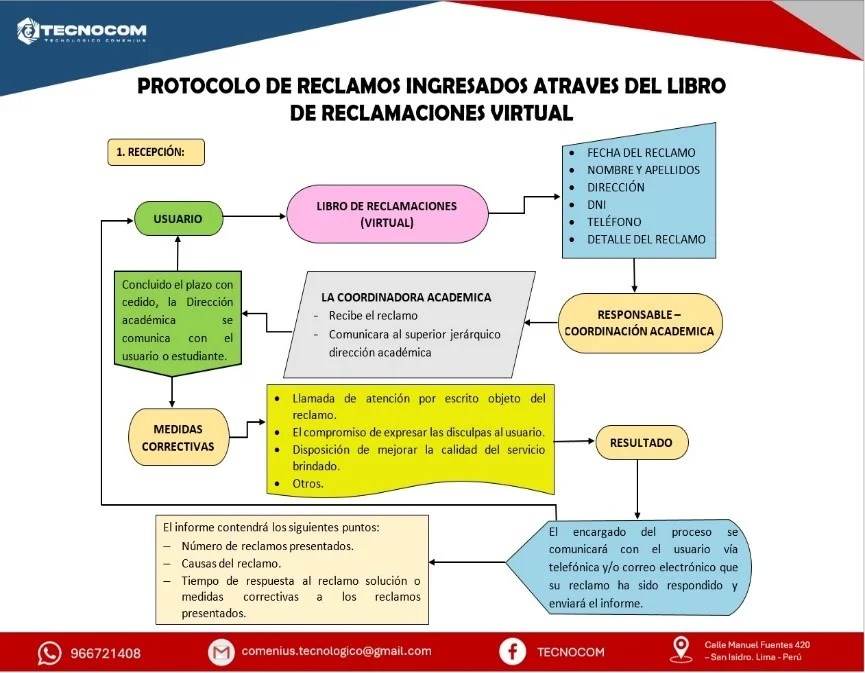 TECNOCOM
TECNOLOGICO COMENIUS
PROTOCOLO DE RECLAMOS INGRESADOS ATRAVES DEL LIBRO
DE RECLAMACIONES VIRTUAL
1. RECEPCIÓN:
USUARIO
LIBRO DE RECLAMACIONES
(VIRTUAL)
• FECHA DEL RECLAMO
• NOMBRE Y APELLIDOS
• DIRECCIÓN
• DNI
• TELÉFONO
• DETALLE DEL RECLAMO
RESPONSABLE –
COORDINACIÓN ACADEMICA
LA COORDINADORA ACADEMICA
- Recibe el reclamo
- Comunicara al superior jerárquico
dirección académica
Concluido el plazo con
cedido, la Dirección
académica se
comunica con el
usuario o estudiante.
MEDIDAS
CORRECTIVAS
• Llamada de atención por escrito objeto del
reclamo.
• El compromiso de expresar las disculpas al usuario.
• Disposición de mejorar la calidad del servicio
brindado.
• Otros.
RESULTADO
El encargado del proceso se
comunicará con el usuario vía
telefónica y/o correo electrónico que
su reclamo ha sido respondido y
enviará el informe.
El informe contendrá los siguientes puntos:
– Número de reclamos presentados.
– Causas del reclamo.
– Tiempo de respuesta al reclamo solución o
medidas correctivas a los reclamos
presentados.
966721408
comenius.tecnologico@gmail.com
TECNOCOM
Calle Manuel Fuentes 420
– San Isidro. Lima - Perú